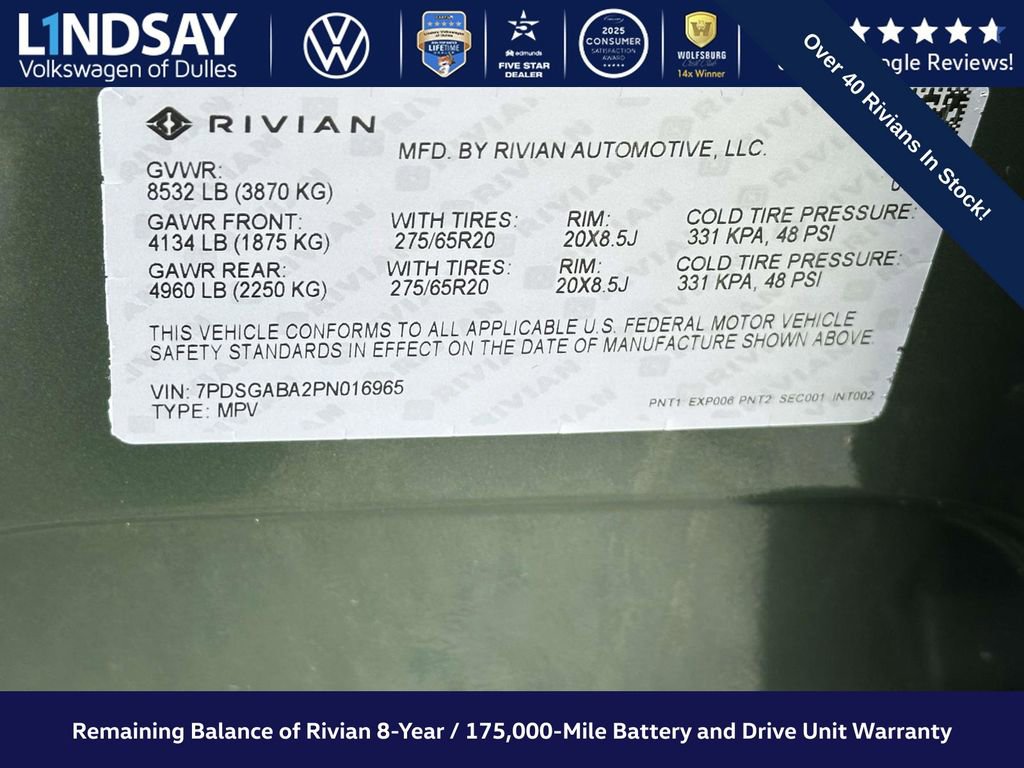 L1NDSAY
Volkswagen of Dulles
LIFETIME
edmunds
FIVE STAR
DEALER
2025
CONSUMER
SATISFACTION
AWARD
WOLFSBURG
14x Winner
Google Reviews!
Over 40 Rivians In Stock!
RIVIAN
MFD. BY RIVIAN AUTOMOTIVE, LLC.
GVWR:
8532 LB (3870 KG)
GAWR FRONT: WITH TIRES: RIM: COLD TIRE PRESSURE:
4134 LB (1875 KG) 275/65R20 20X8.5J 331 KPA, 48 PSI
GAWR REAR: WITH TIRES: RIM: COLD TIRE PRESSURE:
4960 LB (2250 KG) 275/65R20 20X8.5J 331 KPA, 48 PSI
THIS VEHICLE CONFORMS TO ALL APPLICABLE U.S. FEDERAL MOTOR VEHICLE
SAFETY STANDARDS IN EFFECT ON THE DATE OF MANUFACTURE SHOWN ABOVE.
VIN: 7PDSGABA2PN016965
TYPE: MPV
PNT1: EXP006 PNT2: SEC001 INT002
Remaining Balance of Rivian 8-Year / 175,000-Mile Battery and Drive Unit Warranty